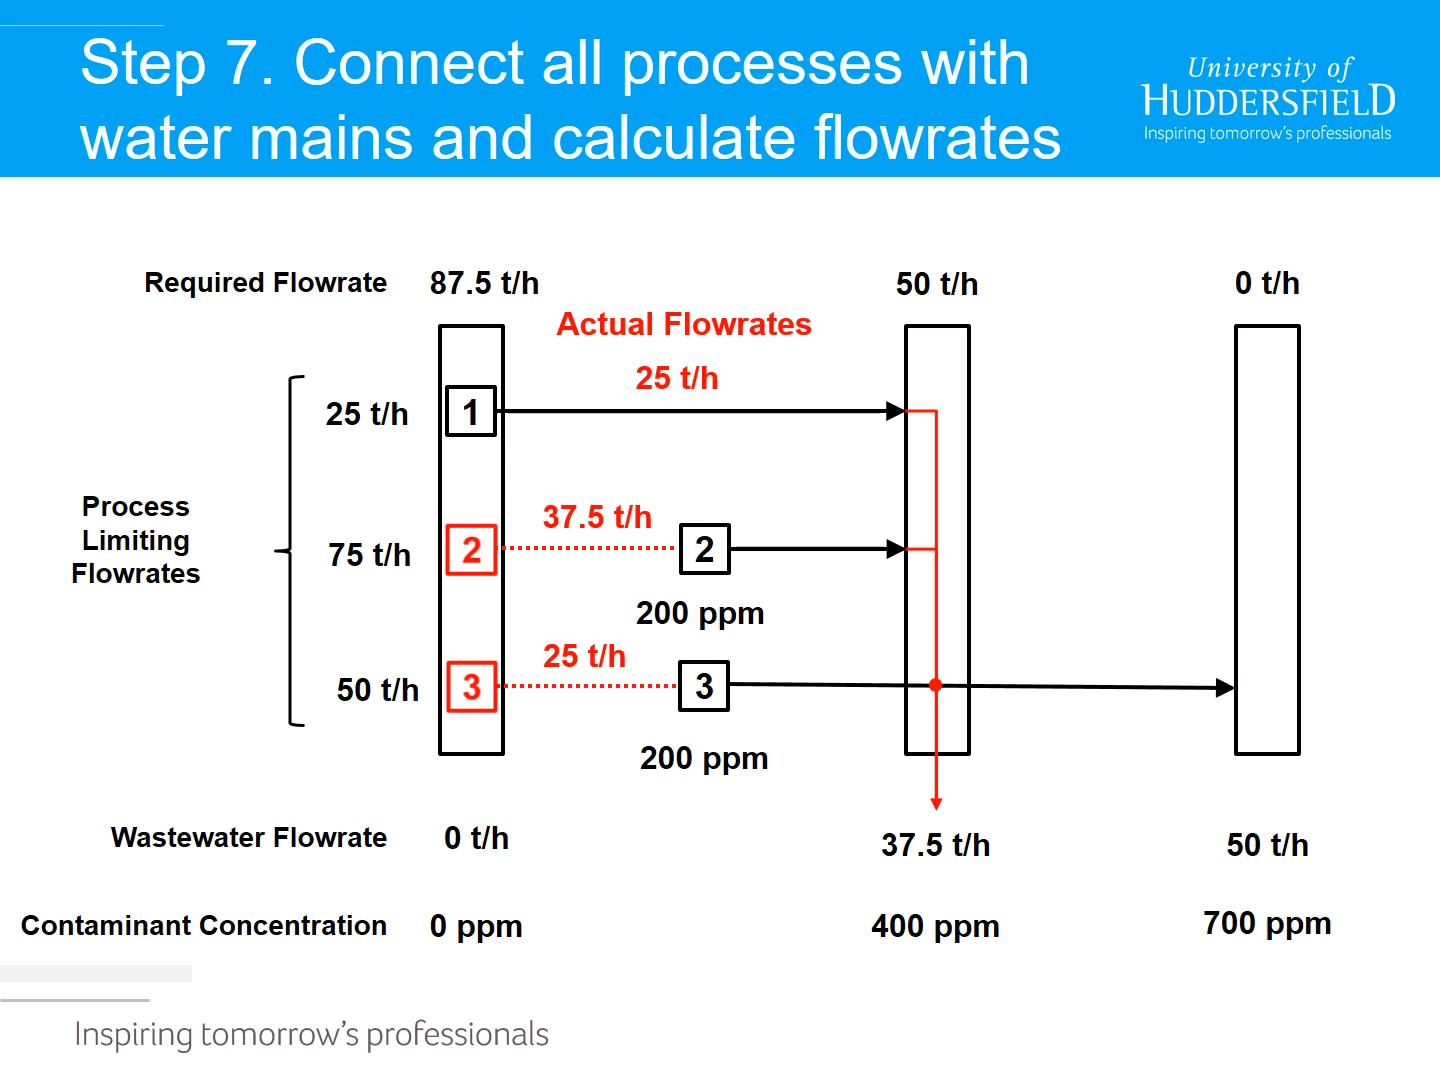 Step 7. Connect all processes with
water mains and calculate flowrates
University of
HUDDERSFIELD
Inspiring tomorrow's professionals
Required Flowrate 87.5 t/h 50 t/h 0 t/h
Actual Flowrates
25 t/h
25 t/h 1
Process
Limiting
Flowrates
37.5 t/h
75 t/h 2 2
200 ppm
25 t/h
50 t/h 3 3
200 ppm
Wastewater Flowrate 0 t/h 37.5 t/h 50 t/h
Contaminant Concentration 0 ppm 400 ppm 700 ppm
Inspiring tomorrow's professionals